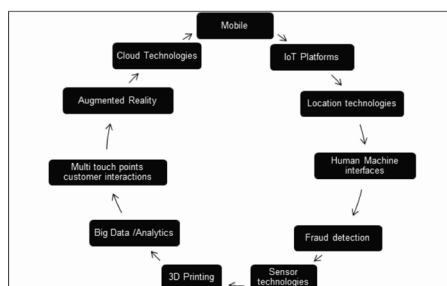 Mobile
IoT Platforms
Location technologies
Human Machine
interfaces
Fraud detection
Sensor
technologies
3D Printing
Big Data /Analytics
Multi touch points
customer interactions
Augmented Reality
Cloud Technologies